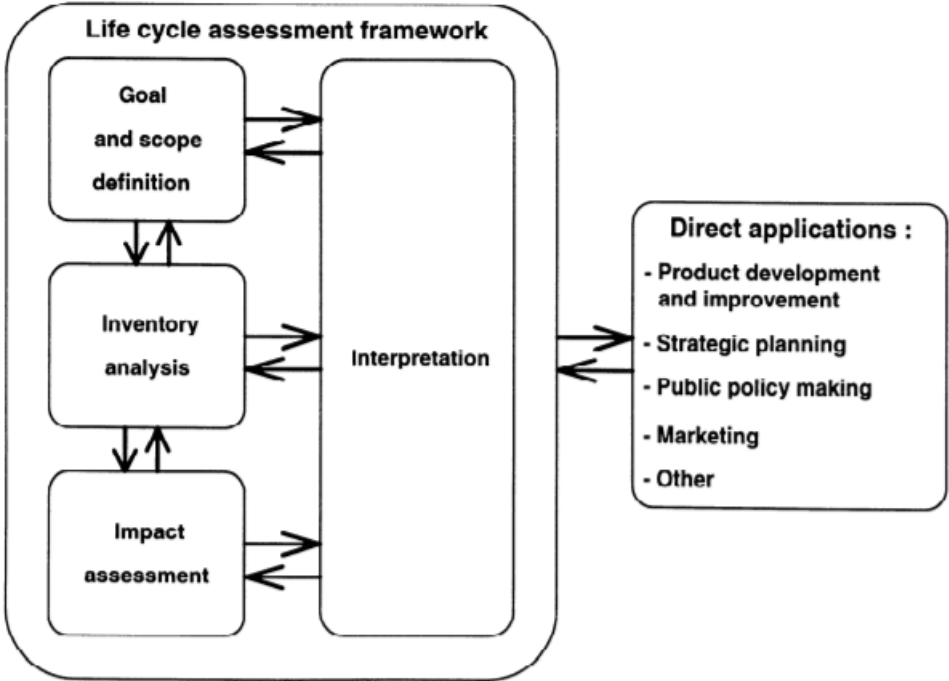 Life cycle assessment framework
Goal
and scope
definition
Inventory
analysis
Impact
assessment
Interpretation
Direct applications :
- Product development
and improvement
- Strategic planning
- Public policy making
- Marketing
- Other